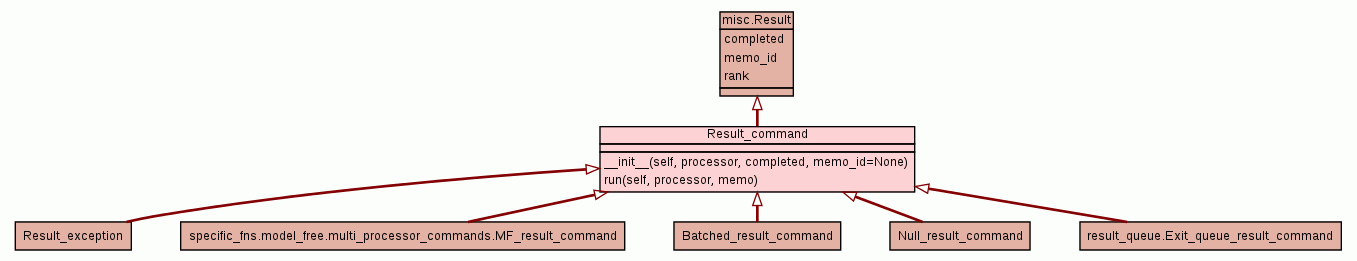 misc.Result
completed
memo_id
rank
Result_command
__init__(self, processor, completed, memo_id=None)
run(self, processor, memo)
Result_exception
specific_fns.model_free.multi_processor_commands.MF_result_command
Batched_result_command
Null_result_command
result_queue.Exit_queue_result_command